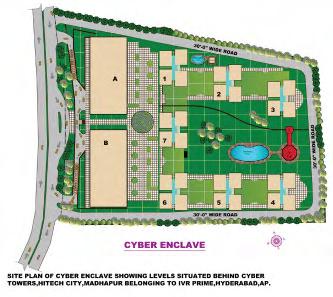 30'-0" WIDE ROAD
A
1
2
3
30'-0" WIDE ROAD
B
7
6
5
4
30'-0" WIDE ROAD
CYBER ENCLAVE
SITE PLAN OF CYBER ENCLAVE SHOWING LEVELS SITUATED BEHIND CYBER
TOWERS,HITECH CITY,MADHAPUR BELONGING TO IVR PRIME,HYDERABAD,AP.